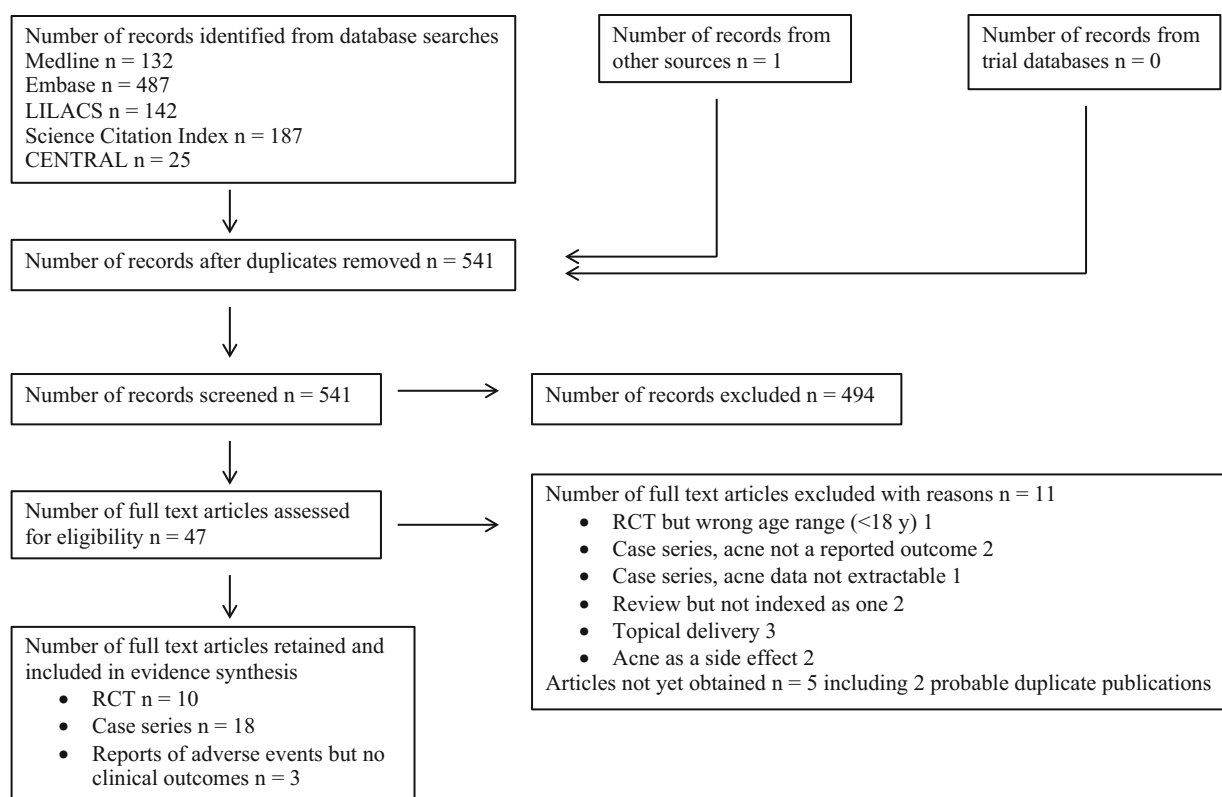 Number of records identified from database searches
Medline n = 132
Embase n = 487
LILACS n = 142
Science Citation Index n = 187
CENTRAL n = 25
Number of records from
other sources n = 1
Number of records from
trial databases n = 0
Number of records after duplicates removed n = 541
Number of records screened n = 541
Number of records excluded n = 494
Number of full text articles assessed
for eligibility n = 47
Number of full text articles excluded with reasons n = 11
• RCT but wrong age range (<18 y) 1
• Case series, acne not a reported outcome 2
• Case series, acne data not extractable 1
• Review but not indexed as one 2
• Topical delivery 3
• Acne as a side effect 2
Articles not yet obtained n = 5 including 2 probable duplicate publications
Number of full text articles retained and
included in evidence synthesis
• RCT n = 10
• Case series n = 18
• Reports of adverse events but no
clinical outcomes n = 3